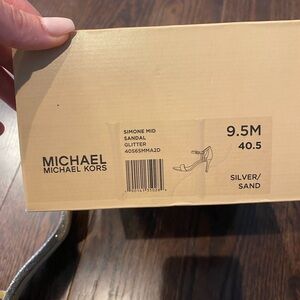 SIMONE MID
SANDAL
GLITTER
40S6SMMA2D
MICHAEL
MICHAEL KORS
9.5M
40.5
SILVER/
SAND